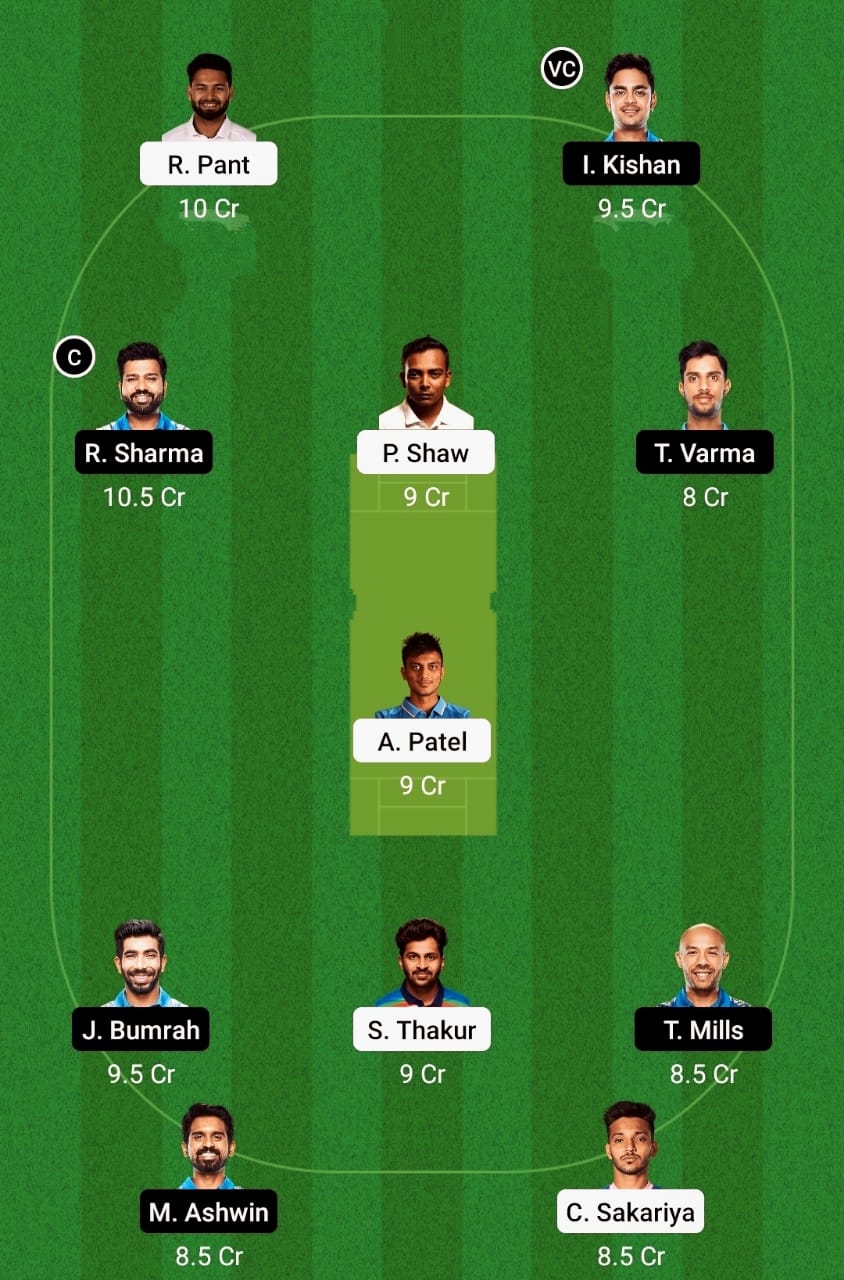 VC
R. Pant
I. Kishan
10 Cr
9.5 Cr
C
R. Sharma
P. Shaw
T. Varma
10.5 Cr
9 Cr
8 Cr
A. Patel
9 Cr
J. Bumrah
S. Thakur
T. Mills
9.5 Cr
9 Cr
8.5 Cr
M. Ashwin
C. Sakariya
8.5 Cr
8.5 Cr